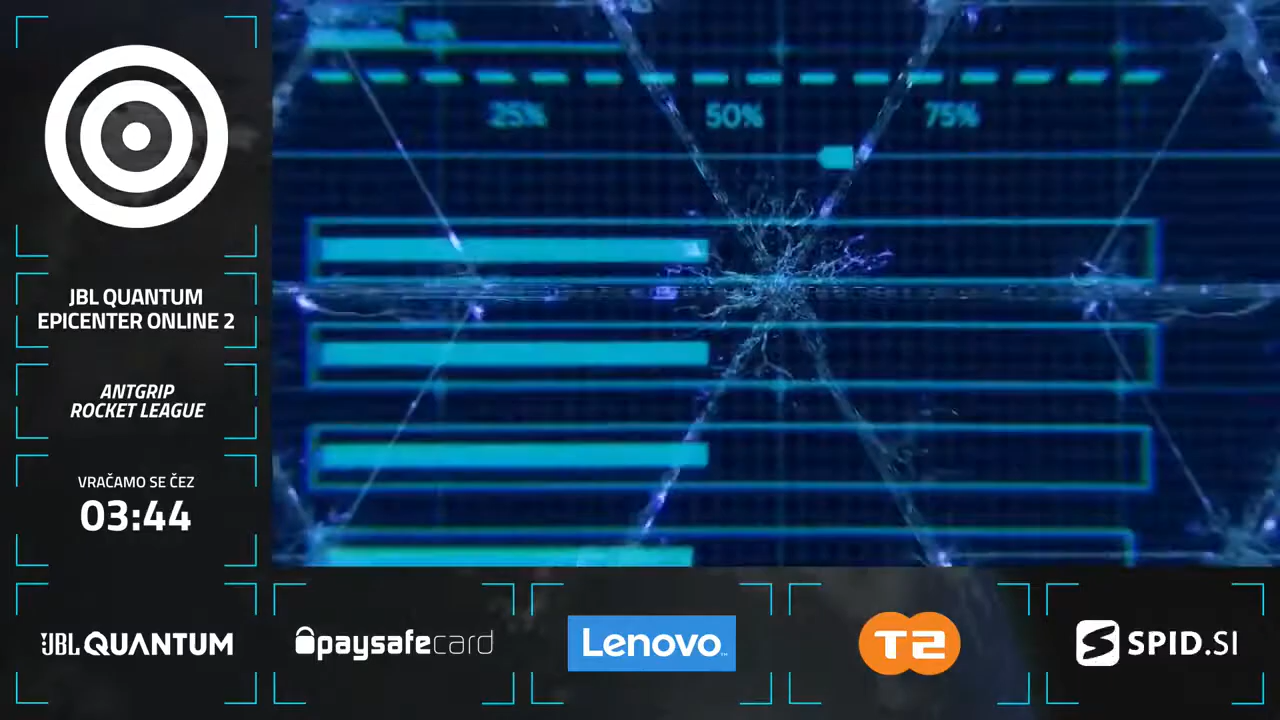 JBL QUANTUM
EPICENTER ONLINE 2
ANTGRIP
ROCKET LEAGUE
VRAČAMO SE ČEZ
03:44
25%
50%
75%
JBL QUANTUM
paysafecard
Lenovo™
T2
SPID.SI